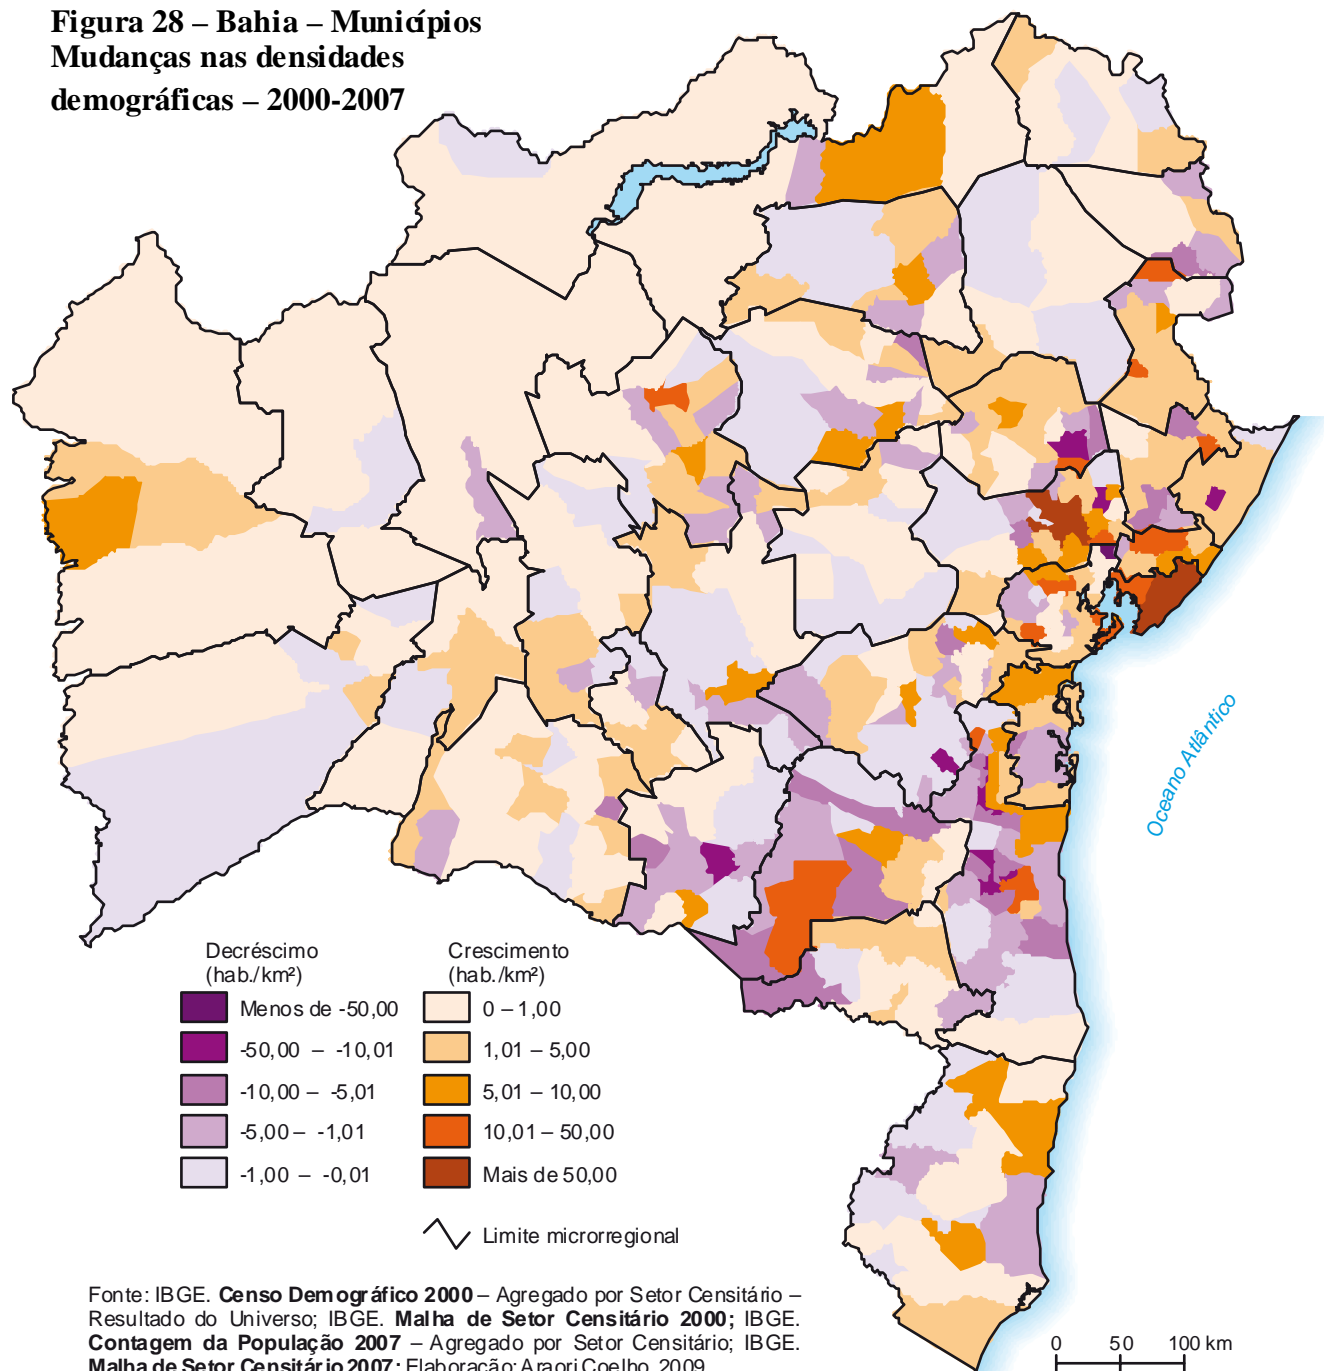 Figura 28 – Bahia – Municípios
Mudanças nas densidades
demográficas – 2000-2007
Oceano Atlântico
Decréscimo
(hab./km²)
Menos de -50,00
-50,00 – -10,01
-10,00 – -5,01
-5,00 – -1,01
-1,00 – -0,01
Crescimento
(hab./km²)
0 – 1,00
1,01 – 5,00
5,01 – 10,00
10,01 – 50,00
Mais de 50,00
Limite microrregional
Fonte: IBGE. Censo Demográfico 2000 – Agregado por Setor Censitário –
Resultado do Universo; IBGE. Malha de Setor Censitário 2000; IBGE.
Contagem da População 2007 – Agregado por Setor Censitário; IBGE.
Malha de Setor Censitário 2007; Elaboração: Araori Coelho, 2009
0 50 100 km